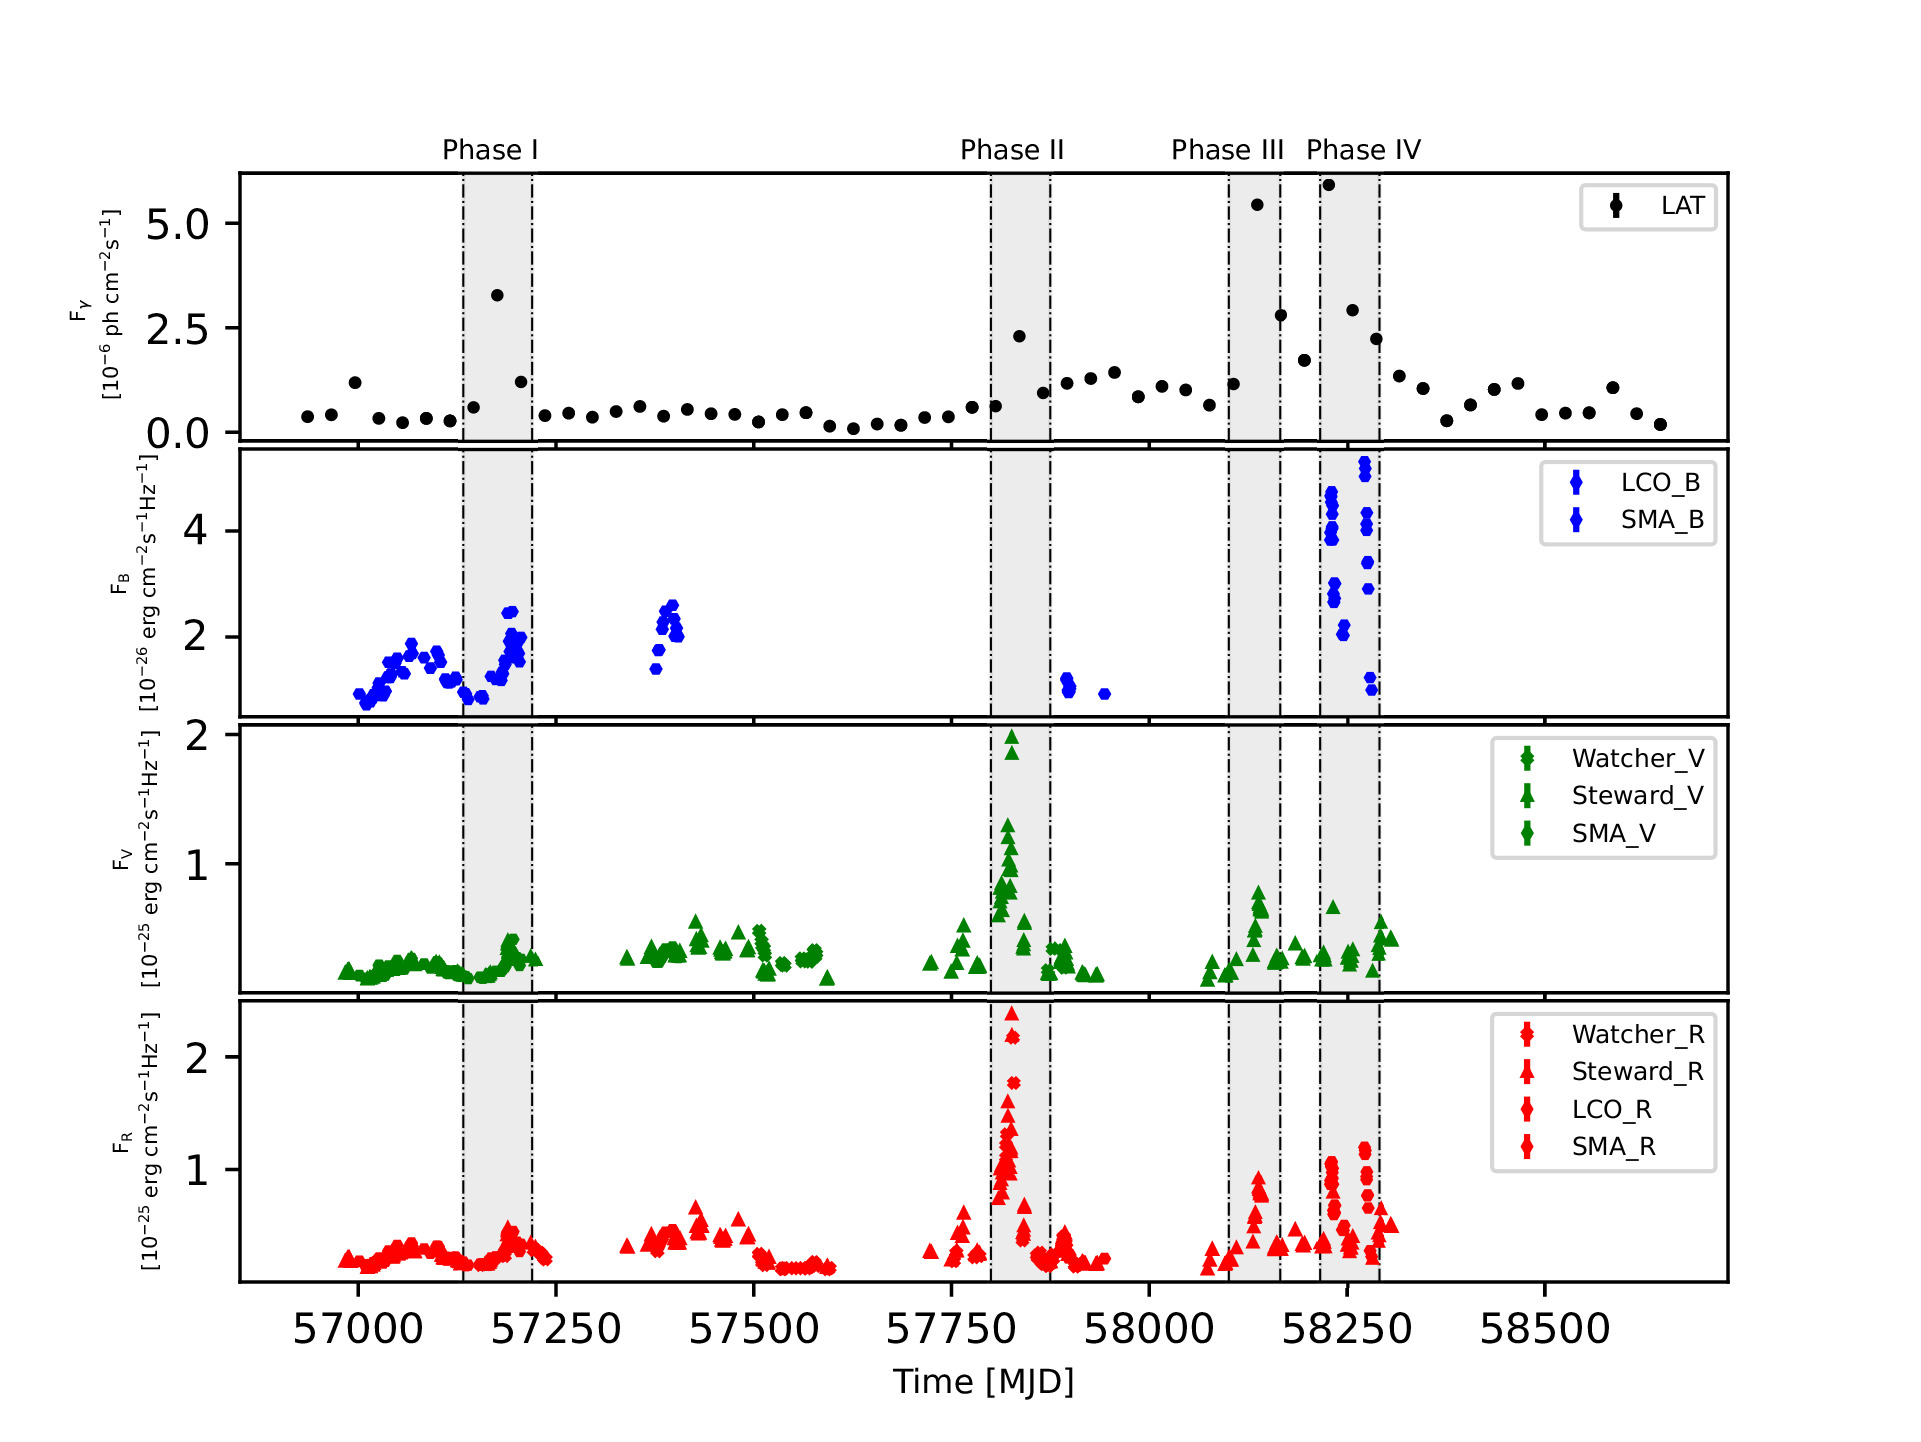 Phase I Phase II Phase III Phase IV
F_γ
[10⁻⁶ ph cm⁻²s⁻¹]
5.0
2.5
0.0
LAT
F_B
[10⁻²⁶ erg cm⁻²s⁻¹Hz⁻¹]
4
2
LCO_B
SMA_B
F_V
[10⁻²⁵ erg cm⁻²s⁻¹Hz⁻¹]
2
1
Watcher_V
Steward_V
SMA_V
F_R
[10⁻²⁵ erg cm⁻²s⁻¹Hz⁻¹]
2
1
Watcher_R
Steward_R
LCO_R
SMA_R
57000 57250 57500 57750 58000 58250 58500
Time [MJD]